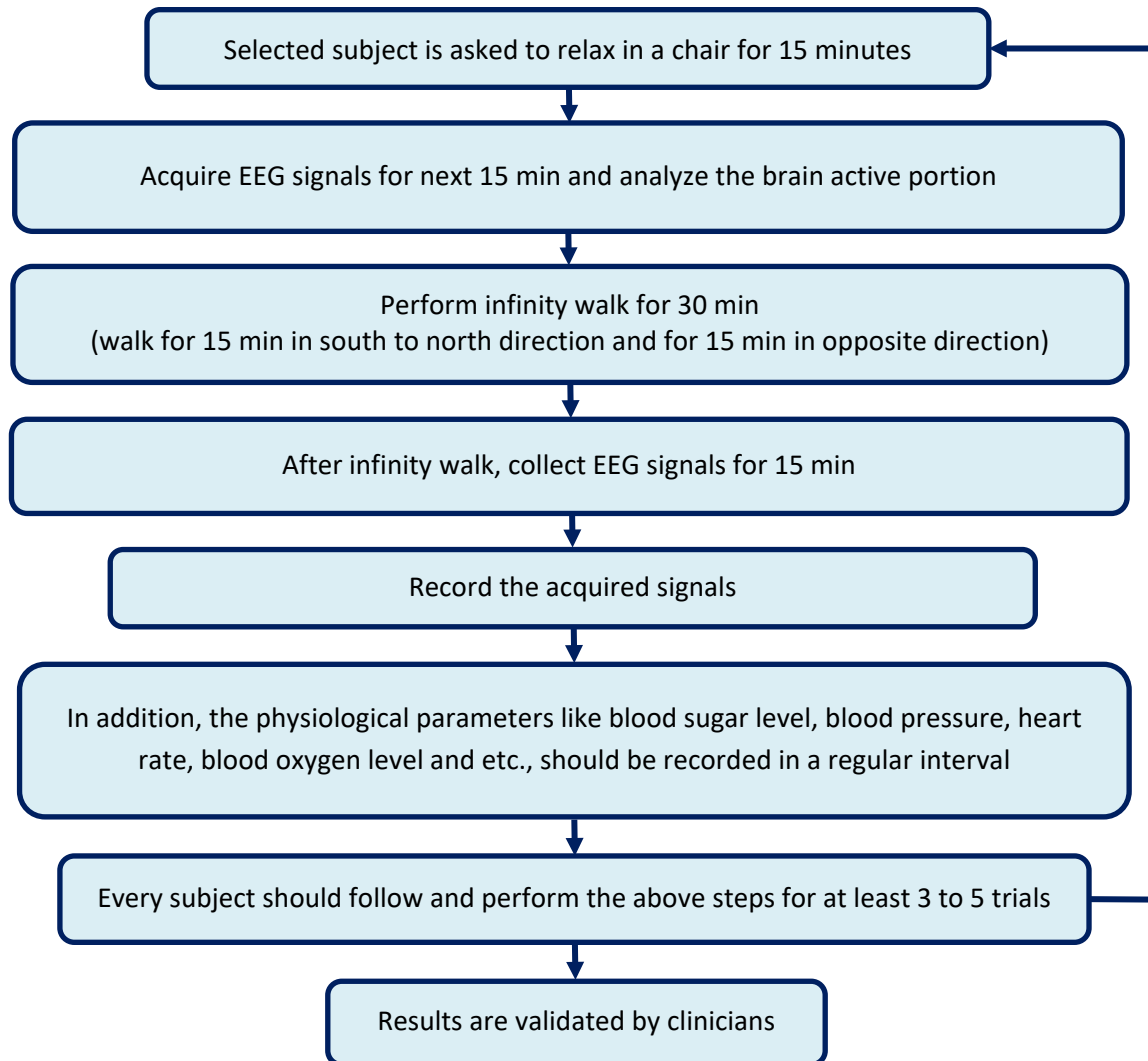 Selected subject is asked to relax in a chair for 15 minutes
Acquire EEG signals for next 15 min and analyze the brain active portion
Perform infinity walk for 30 min
(walk for 15 min in south to north direction and for 15 min in opposite direction)
After infinity walk, collect EEG signals for 15 min
Record the acquired signals
In addition, the physiological parameters like blood sugar level, blood pressure, heart
rate, blood oxygen level and etc., should be recorded in a regular interval
Every subject should follow and perform the above steps for at least 3 to 5 trials
Results are validated by clinicians